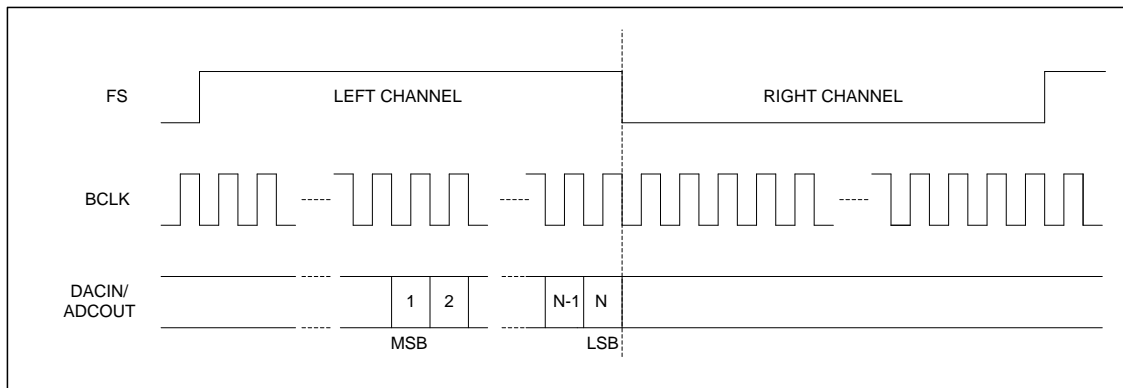 FS
LEFT CHANNEL
RIGHT CHANNEL
BCLK
DACIN/
ADCOUT
1
2
N-1
N
MSB
LSB